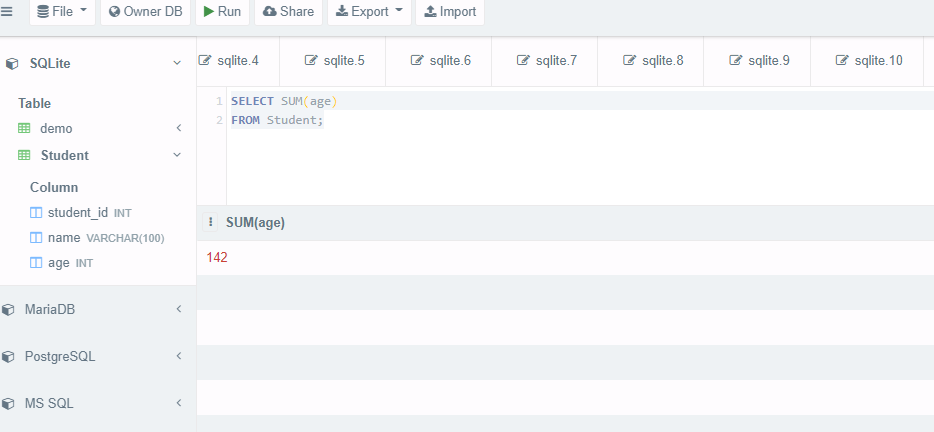 File Owner DB Run Share Export Import
SQLite
sqlite.4 sqlite.5 sqlite.6 sqlite.7 sqlite.8 sqlite.9 sqlite.10
Table
demo
Student
Column
student_id INT
name VARCHAR(100)
age INT
MariaDB
PostgreSQL
MS SQL
1 SELECT SUM(age)
2 FROM Student;
SUM(age)
142